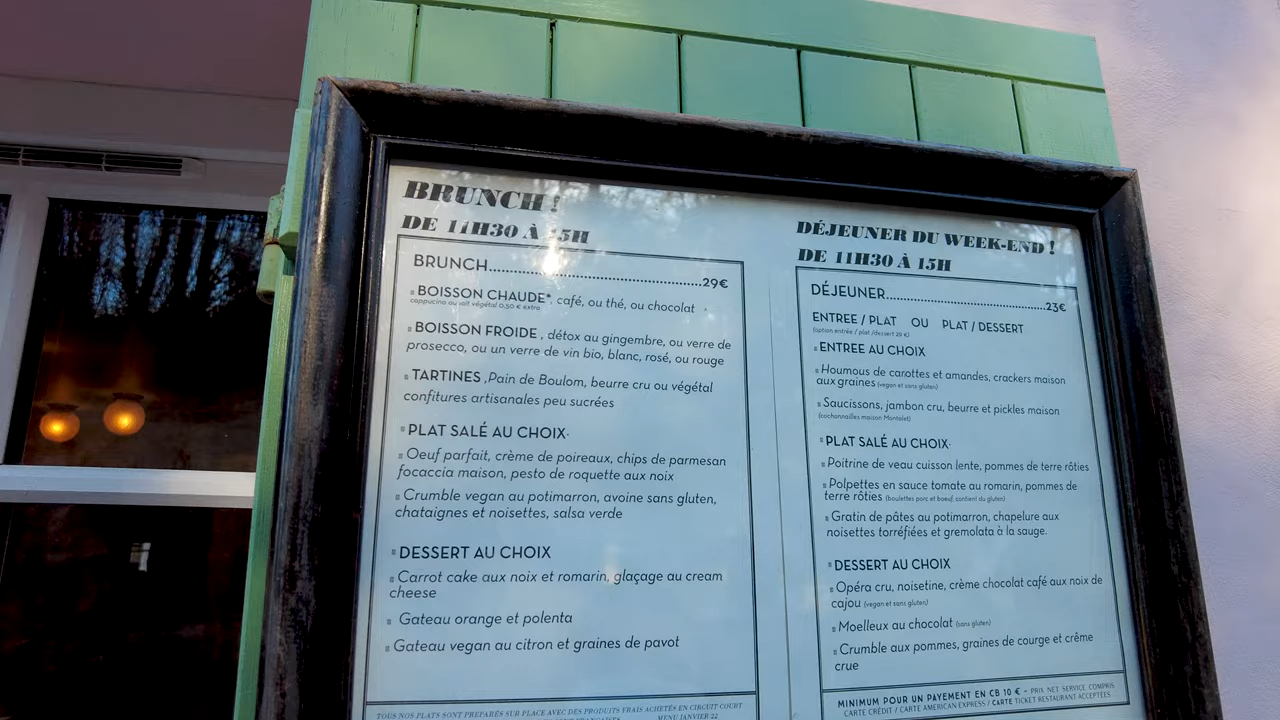 BRUNCH !
DE 11H30 À 15H
BRUNCH..................................................29€
BOISSON CHAUDE*, café, ou thé, ou chocolat
cappucino ou lait végétal 0,50 € extra
BOISSON FROIDE , détox au gingembre, ou verre de
prosecco, ou un verre de vin bio, blanc, rosé, ou rouge
TARTINES ,Pain de Boulom, beurre cru ou végétal
confitures artisanales peu sucrées
PLAT SALÉ AU CHOIX
Oeuf parfait, crème de poireaux, chips de parmesan
focaccia maison, pesto de roquette aux noix
Crumble vegan au potimarron, avoine sans gluten,
chataignes et noisettes, salsa verde
DESSERT AU CHOIX
Carrot cake aux noix et romarin, glaçage au cream
cheese
Gateau orange et polenta
Gateau vegan au citron et graines de pavot
TOUS NOS PLATS SONT PREPARÉS SUR PLACE AVEC DES PRODUITS FRAIS ACHETÉS EN CIRCUIT COURT
MENU JANVIER 22
DÉJEUNER DU WEEK-END !
DE 11H30 À 15H
DÉJEUNER........................................23€
ENTREE / PLAT OU PLAT / DESSERT
(option entrée / plat /dessert 29 €)
ENTREE AU CHOIX
Houmous de carottes et amandes, crackers maison
aux graines (vegan et sans gluten)
Saucissons, jambon cru, beurre et pickles maison
(cochonnailles maison Montalet)
PLAT SALÉ AU CHOIX
Poitrine de veau cuisson lente, pommes de terre rôties
Polpettes en sauce tomate au romarin, pommes de
terre rôties (boulettes porc et boeuf, contient du gluten)
Gratin de pâtes au potimarron, chapelure aux
noisettes torréfiées et gremolata à la sauge.
DESSERT AU CHOIX
Opéra cru, noisetine, crème chocolat café aux noix de
cajou (vegan et sans gluten)
Moelleux au chocolat (sans gluten)
Crumble aux pommes, graines de courge et crême
crue
MINIMUM POUR UN PAYEMENT EN CB 10 € - PRIX NET SERVICE COMPRIS
CARTE CRÉDIT / CARTE AMERICAN EXPRESS / CARTE TICKET RESTAURANT ACCEPTÉES